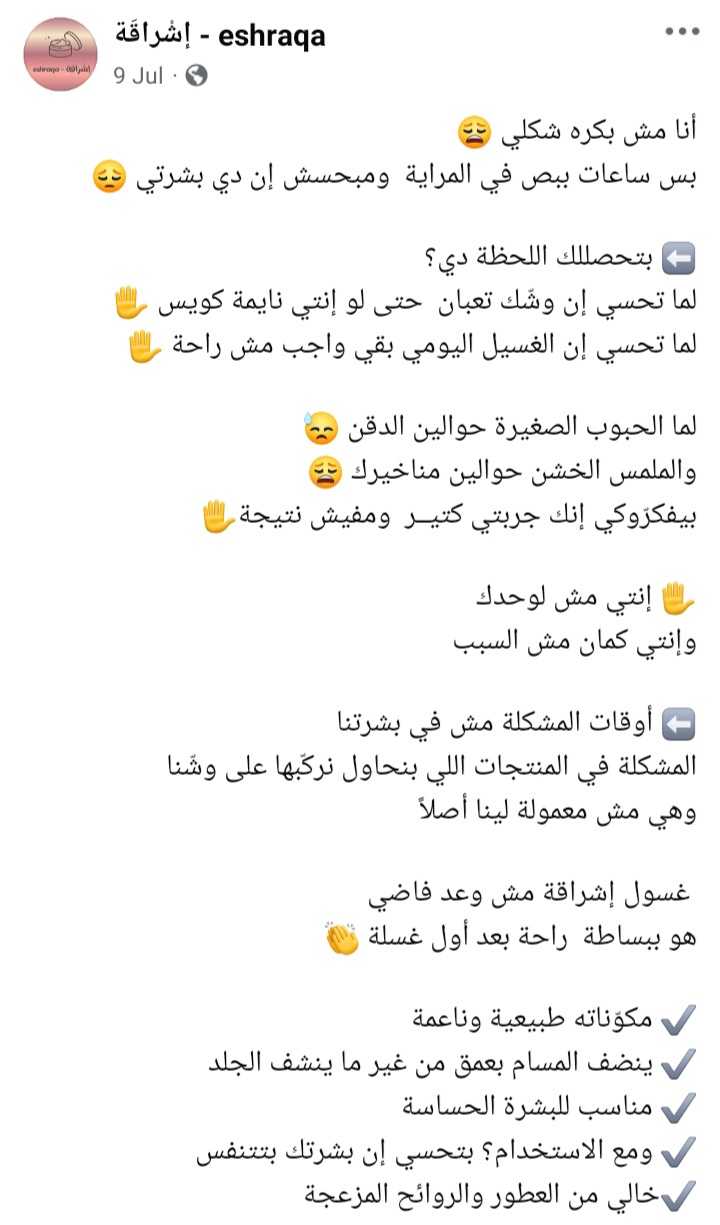 إشْراقَة - eshraqa
9 Jul ·
eshraqa - إشراقة
أنا مش بكره شكلي 😩
بس ساعات ببص في المراية ومبحسش إن دي بشرتي 😔
⬅️ بتحصللك اللحظة دي؟
لما تحسي إن وشّك تعبان حتى لو إنتي نايمة كويس ✋
لما تحسي إن الغسيل اليومي بقي واجب مش راحة ✋
لما الحبوب الصغيرة حوالين الدقن 😓
والملمس الخشن حوالين مناخيرك 😩
بيفكرّوكي إنك جربتي كتيــر ومفيش نتيجة ✋
✋ إنتي مش لوحدك
وإنتي كمان مش السبب
⬅️ أوقات المشكلة مش في بشرتنا
المشكلة في المنتجات اللي بنحاول نركّبها على وشّنا
وهي مش معمولة لينا أصلاً
غسول إشراقة مش وعد فاضي
هو ببساطة راحة بعد أول غسلة 👏
✔️ مكوّناته طبيعية وناعمة
✔️ ينضف المسام بعمق من غير ما ينشف الجلد
✔️ مناسب للبشرة الحساسة
✔️ ومع الاستخدام؟ بتحسي إن بشرتك بتتنفس
✔️خالي من العطور والروائح المزعجة